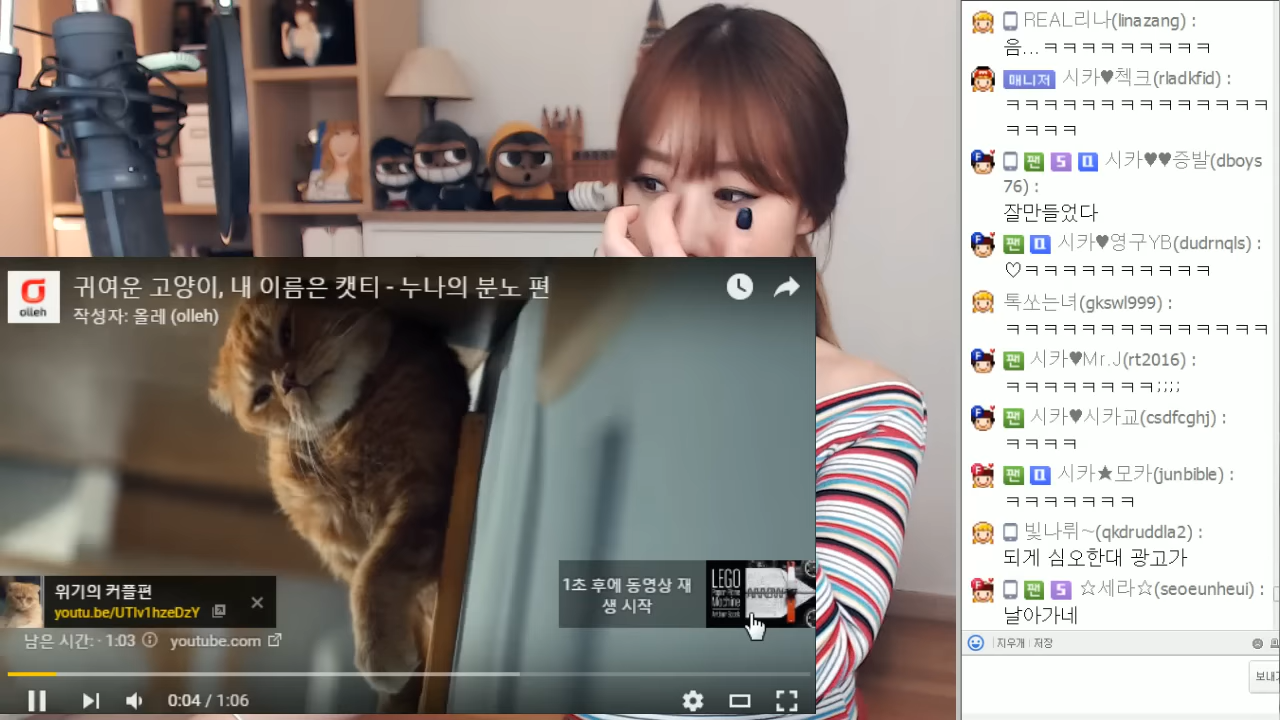 olleh
귀여운 고양이, 내 이름은 캣티 - 누나의 분노 편
작성자: 올레 (olleh)
위기의 커플편
youtu.be/UTlv1hzeDzY
남은 시간: · 1:03
youtube.com
1초 후에 동영상 재
생 시작
LEGO
0:04 / 1:06
REAL리나(linazang) :
음...ㅋㅋㅋㅋㅋㅋㅋㅋㅋ
매니저 시카♥첵크(rladkfid) :
ㅋㅋㅋㅋㅋㅋㅋㅋㅋㅋㅋㅋㅋㅋ
ㅋㅋㅋㅋ
팬 S 시카♥♥증발(dboys
76) :
잘만들었다
팬 시카♥영구YB(dudrnqls) :
♡ㅋㅋㅋㅋㅋㅋㅋㅋㅋㅋ
톡쏘는녀(gkswl999) :
ㅋㅋㅋㅋㅋㅋㅋㅋㅋㅋㅋㅋㅋㅋ
팬 시카♥Mr.J(rt2016) :
ㅋㅋㅋㅋㅋㅋㅋㅋ;;;;
팬 시카♥시카교(csdfcghj) :
ㅋㅋㅋㅋ
팬 시카★모카(junbible) :
ㅋㅋㅋㅋㅋㅋㅋ
빛나뤼~(qkdruddla2) :
되게 심오한대 광고가
팬 S ☆세라☆(seoeunheui) :
날아가네
지우개 | 저장
보내기